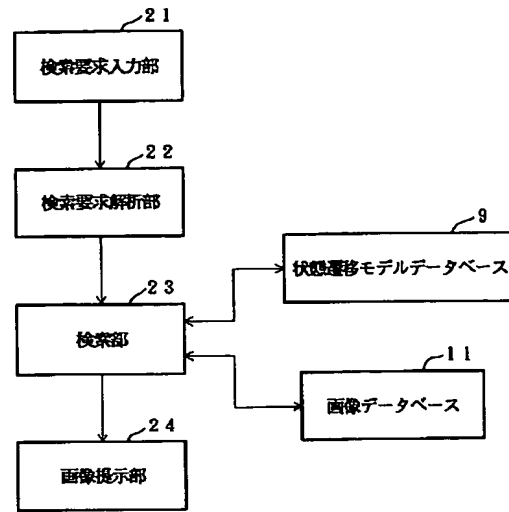 21
検索要求入力部
22
検索要求解析部
9
状態遷移モデルデータベース
23
検索部
11
画像データベース
24
画像提示部